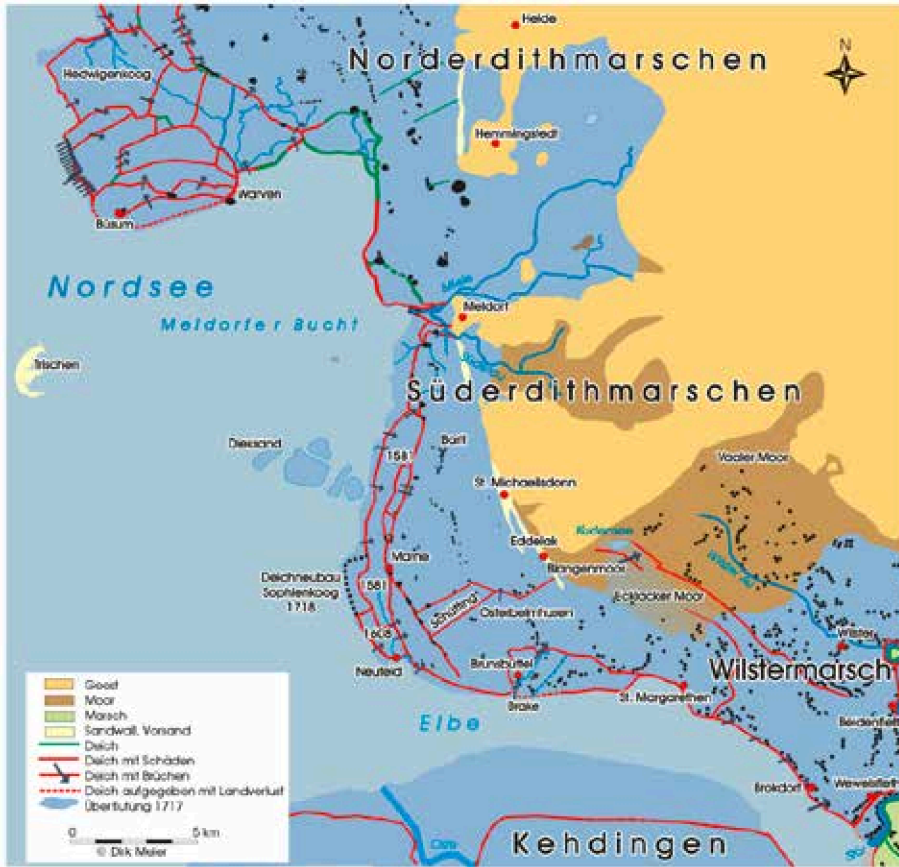 Heide
Norderdithmarschen
N
Hedwigenkoog
Hemmingstedt
Warven
Büsum
Nordsee
Miele
Meldorf
Meldorfer Bucht
Trischen
Süderdithmarschen
Dieksand
Barlt
1581
Vaaler Moor
St. Michaelisdonn
Kudensee
Eddelak
Marne
Blangenmoor
Deichneubau
Sophienkoog
1718
1581
Ecklacker Moor
"Schütting"
Osterbelmhusen
1608
Wilster
Neufeld
Brunsbüttel
Wilstermarsch
Brake
St. Margarethen
Elbe
Beidenfleth
Brokdorf
Wewelsfleth
Geest
Moor
Marsch
Sandwall, Vorsand
Deich
Deich mit Schäden
Deich mit Brüchen
Deich aufgegeben mit Landverlust
Überflutung 1717
0 5 km
© Dirk Meier
Oste
Kehdingen